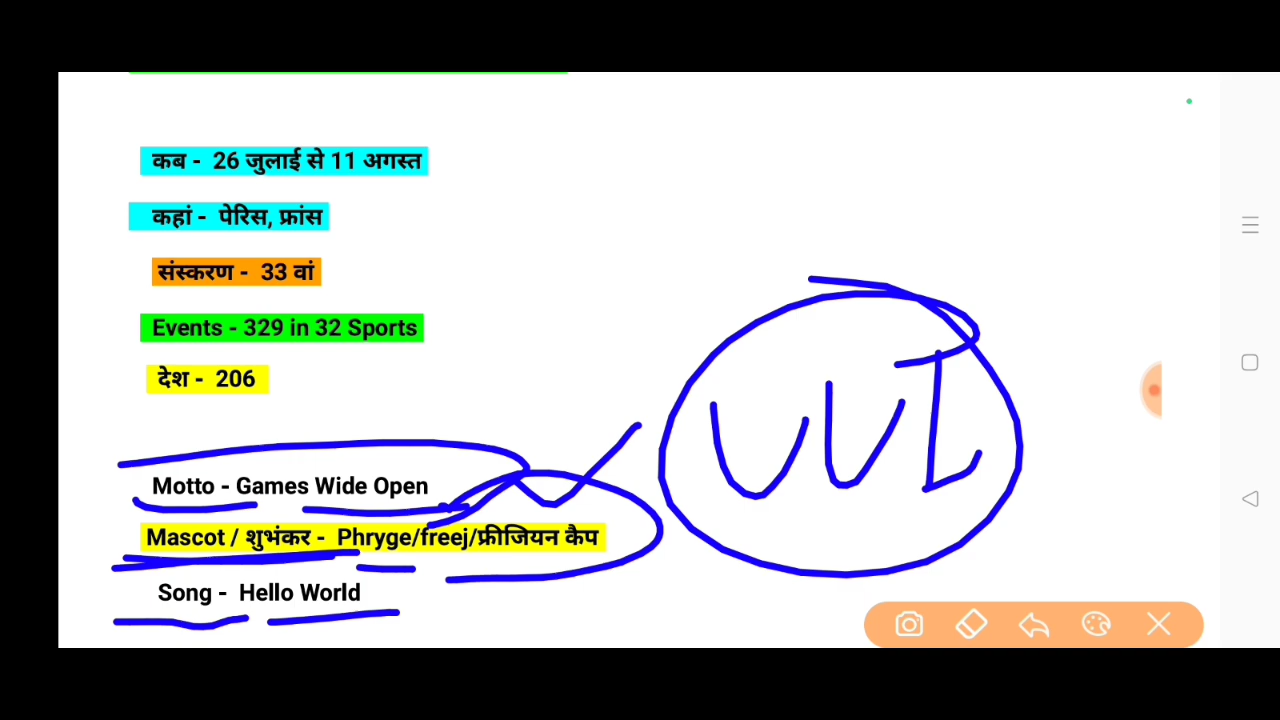 कब - 26 जुलाई से 11 अगस्त
कहां - पेरिस, फ्रांस
संस्करण - 33 वां
Events - 329 in 32 Sports
देश - 206
Motto - Games Wide Open
Mascot / शुभंकर - Phryge/freej/फ्रीजियन कैप
Song - Hello World